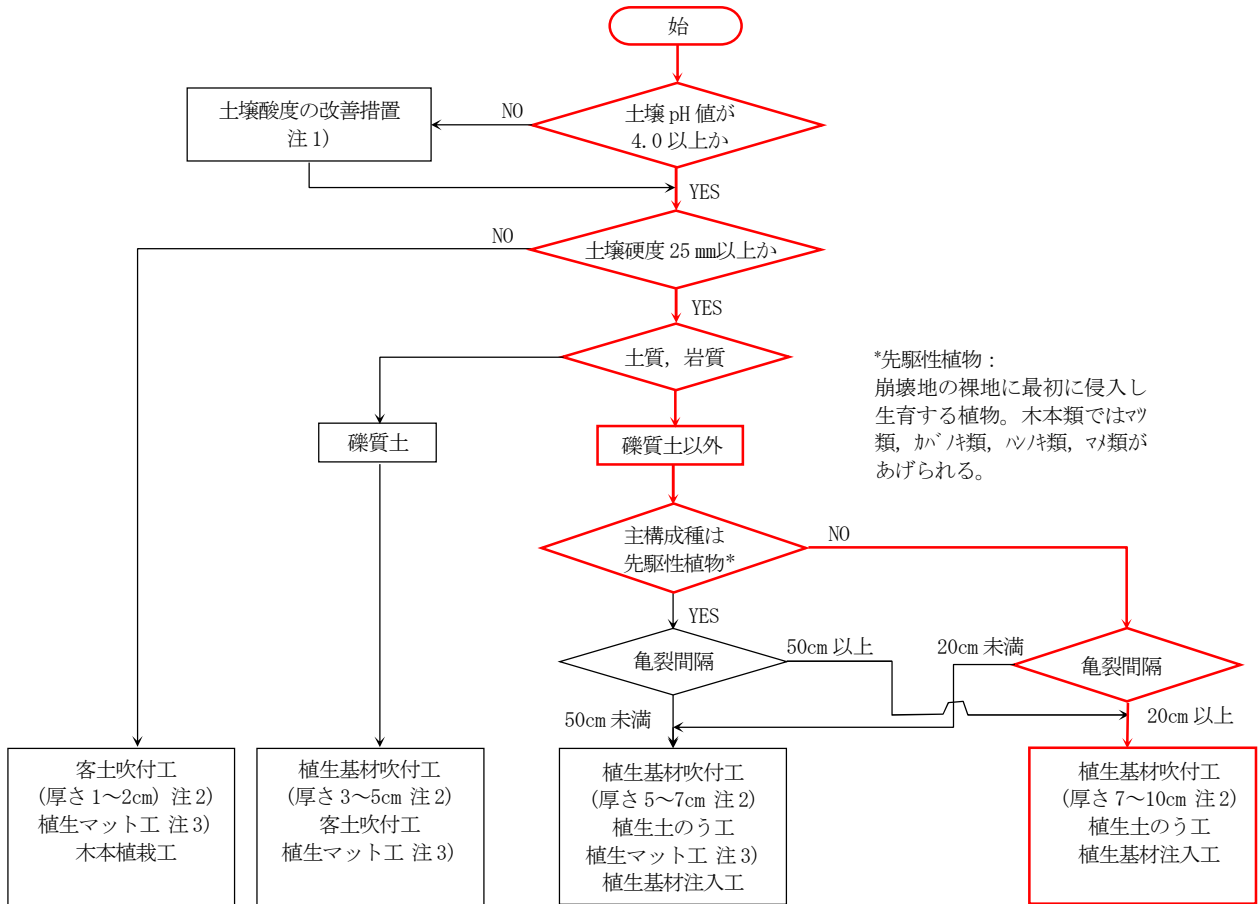 始
土壌 pH 値が
4.0 以上か
NO
土壌酸度の改善措置
注 1)
YES
土壌硬度 25 ㎜以上か
NO
YES
土質，岩質
*先駆性植物：
崩壊地の裸地に最初に侵入し
生育する植物。木本類ではﾏﾂ
類，ｶﾊﾞﾉｷ類，ﾊﾝﾉｷ類，ﾏﾒ類が
あげられる。
礫質土
礫質土以外
主構成種は
先駆性植物*
NO
YES
亀裂間隔
50cm 以上
20cm 未満
亀裂間隔
50cm 未満
20cm 以上
客土吹付工
(厚さ 1～2cm) 注 2)
植生マット工 注 3)
木本植栽工
植生基材吹付工
(厚さ 3～5cm 注 2)
客土吹付工
植生マット工 注 3)
植生基材吹付工
(厚さ 5～7cm 注 2)
植生土のう工
植生マット工 注 3)
植生基材注入工
植生基材吹付工
(厚さ 7～10cm 注 2)
植生土のう工
植生基材注入工